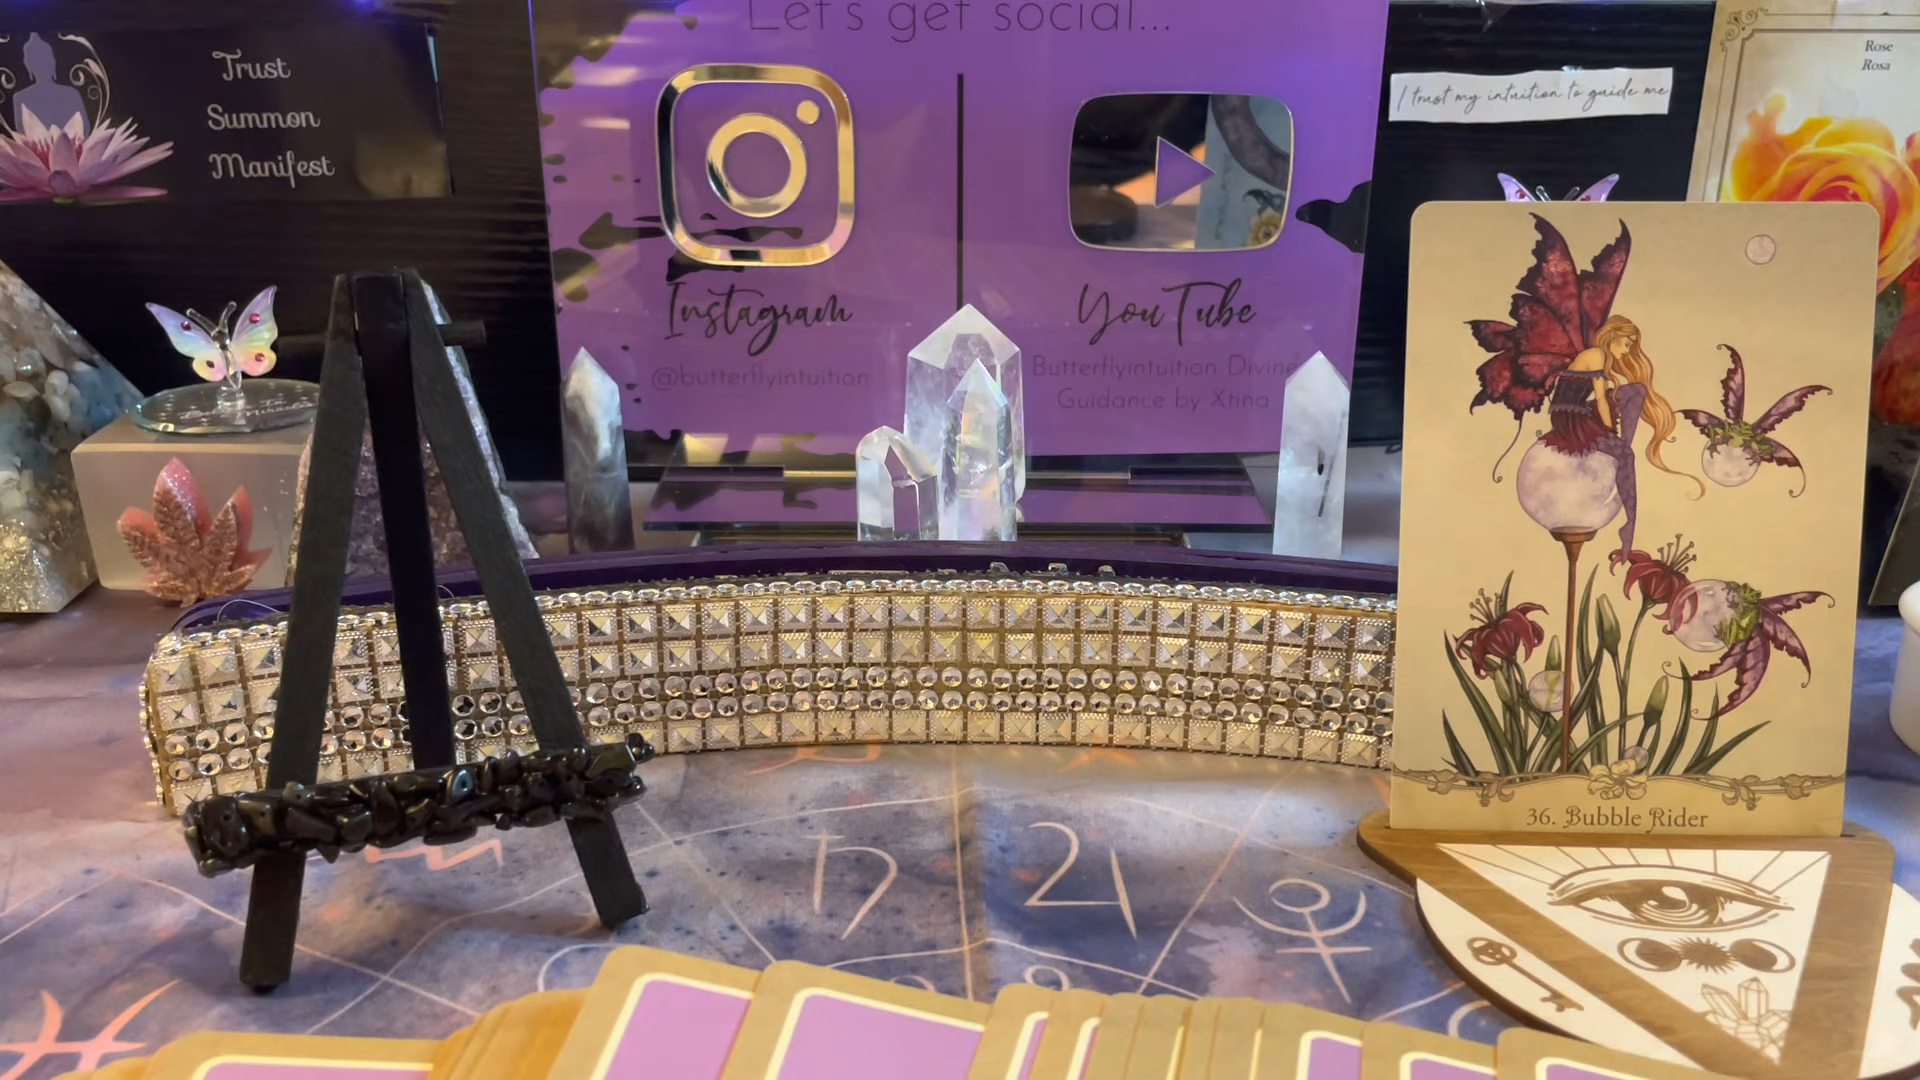 Let's get social...
Trust
Summon
Manifest
I trust my intuition to guide me
Rose
Rosa
Instagram
@butterflyintuition
YouTube
Butterflyintuition Divine
Guidance by Xtina
36. Bubble Rider